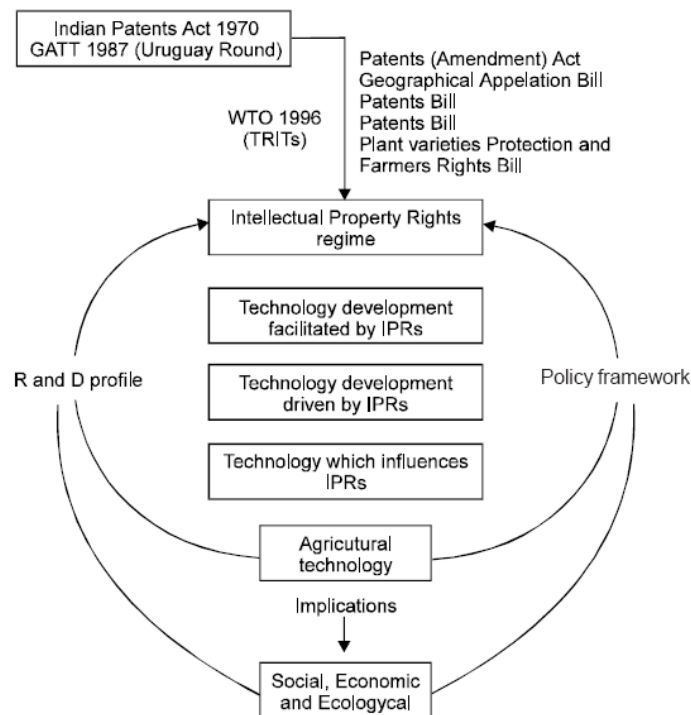 Indian Patents Act 1970
GATT 1987 (Uruguay Round)
WTO 1996
(TRITs)
Patents (Amendment) Act
Geographical Appelation Bill
Patents Bill
Patents Bill
Plant varieties Protection and
Farmers Rights Bill
Intellectual Property Rights
regime
Technology development
facilitated by IPRs
R and D profile
Technology development
driven by IPRs
Policy framework
Technology which influences
IPRs
Agricutural
technology
Implications
Social, Economic
and Ecologycal